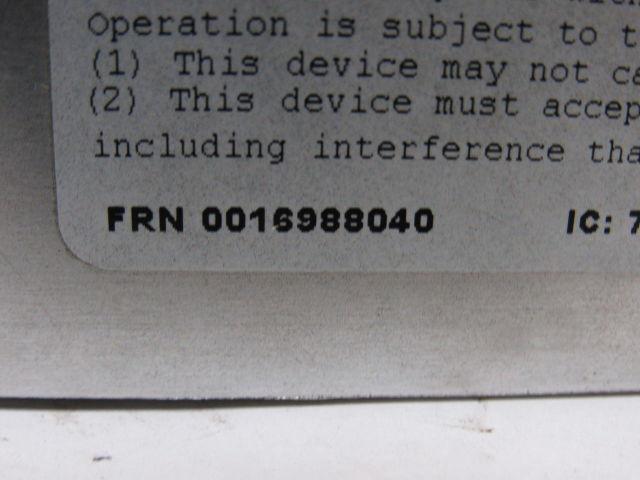 Operation is subject to t
(1) This device may not ca
(2) This device must accep
including interference tha
FRN 0016988040 IC: 7